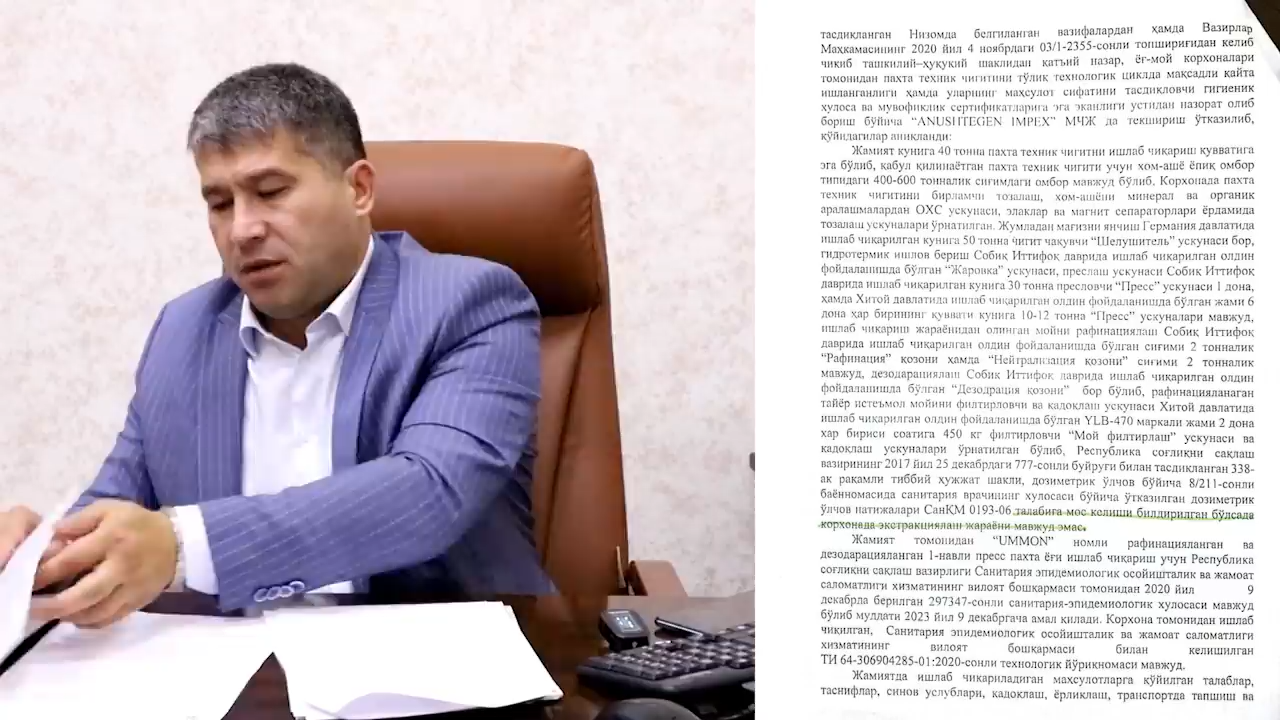 тасдиқланган Низомда белгиланган вазифалардан ҳамда Вазирлар
Маҳкамасининг 2020 йил 4 ноябрдаги 03/1-2355-сонли топшириғидан келиб
чиқиб ташкилий–ҳуқуқий шаклидан қатъий назар, ёғ-мой корхоналари
томонидан пахта техник чигитини тўлиқ технологик циклда мақсадли қайта
ишланганлиги ҳамда уларнинг маҳсулот сифатини тасдиқловчи гигиеник
хулоса ва мувофиқлик сертификатларига эга эканлиги устидан назорат олиб
бориш бўйича “ANUSHTEGEN IMPEX” МЧЖ да текшириш ўтказилиб,
қўйидагилар аниқланди:
Жамият кунига 40 тонна пахта техник чигитни ишлаб чиқариш қувватига
эга бўлиб, қабул қилинаётган пахта техник чигити учун хом-ашё ёпиқ омбор
типидаги 400-600 тонналик сиғимдаги омбор мавжуд бўлиб, Корхонада пахта
техник чигитини бирламчи тозалаш, хом-ашёни минерал ва органик
аралашмалардан ОХС ускунаси, элаклар ва магнит сепараторлари ёрдамида
тозалаш ускуналари ўрнатилган. Жумладан мағизни янчиш Германия давлатида
ишлаб чиқарилган кунига 50 тонна чигит чақувчи “Шелушитель” ускунаси бор,
гидротермик ишлов бериш Собиқ Иттифоқ даврида ишлаб чиқарилган олдин
фойдаланишда бўлган “Жаровка” ускунаси, преслаш ускунаси Собиқ Иттифоқ
даврида ишлаб чиқарилган кунига 30 тонна пресловчи “Пресс” ускунаси 1 дона,
ҳамда Хитой давлатида ишлаб чиқарилган олдин фойдаланишда бўлган жами 6
дона ҳар бирининг қуввати кунига 10-12 тонна “Пресс” ускуналари мавжуд,
ишлаб чиқариш жараёнидан олинган мойни рафинациялаш Собиқ Иттифоқ
даврида ишлаб чиқарилган олдин фойдаланишда бўлган сиғими 2 тонналик
“Рафинация” қозони ҳамда “Нейтрализация қозони” сиғими 2 тонналик
мавжуд, дезодарациялаш Собиқ Иттифоқ даврида ишлаб чиқарилган олдин
фойдаланишда бўлган “Дезодрация қозони” бор бўлиб, рафинацияланаган
тайёр истеъмол мойини филтирловчи ва қадоқлаш ускунаси Хитой давлатида
ишлаб чиқарилган олдин фойдаланишда бўлган YLB-470 маркали жами 2 дона
хар бириси соатига 450 кг филтирловчи “Мой филтирлаш” ускунаси ва
қадоқлаш ускуналари ўрнатилган бўлиб, Республика соғлиқни сақлаш
вазирининг 2017 йил 25 декабрдаги 777-сонли буйруғи билан тасдиқланган 338-
ак рақамли тиббий ҳужжат шакли, дозиметрик ўлчов бўйича 8/211-сонли
баённомасида санитария врачининг хулосаси бўйича ўтказилган дозиметрик
ўлчов натижалари СанҚМ 0193-06 талабига мос келиши билдирилган бўлсада
корхонада экстракциялаш жараёни мавжуд эмас.
Жамият томонидан “UMMON” номли рафинацияланган ва
дезодарацияланган 1-навли пресс пахта ёғи ишлаб чиқариш учун Республика
соғлиқни сақлаш вазирлиги Санитария эпидемиологик осойишталик ва жамоат
саломатлиги хизматининг вилоят бошқармаси томонидан 2020 йил 9
декабрда берилган 297347-сонли санитария-эпидемиологик хулосаси мавжуд
бўлиб муддати 2023 йил 9 декабргача амал қилади. Корхона томонидан ишлаб
чиқилган, Санитария эпидемиологик осойишталик ва жамоат саломатлиги
хизматининг вилоят бошқармаси билан келишилган
ТИ 64-306904285-01:2020-сонли технологик йўриқномаси мавжуд.
Жамиятда ишлаб чиқариладиган маҳсулотларга қўйилган талаблар,
таснифлар, синов услублари, қадоқлаш, ёрлиқлаш, транспортда ташиш ва